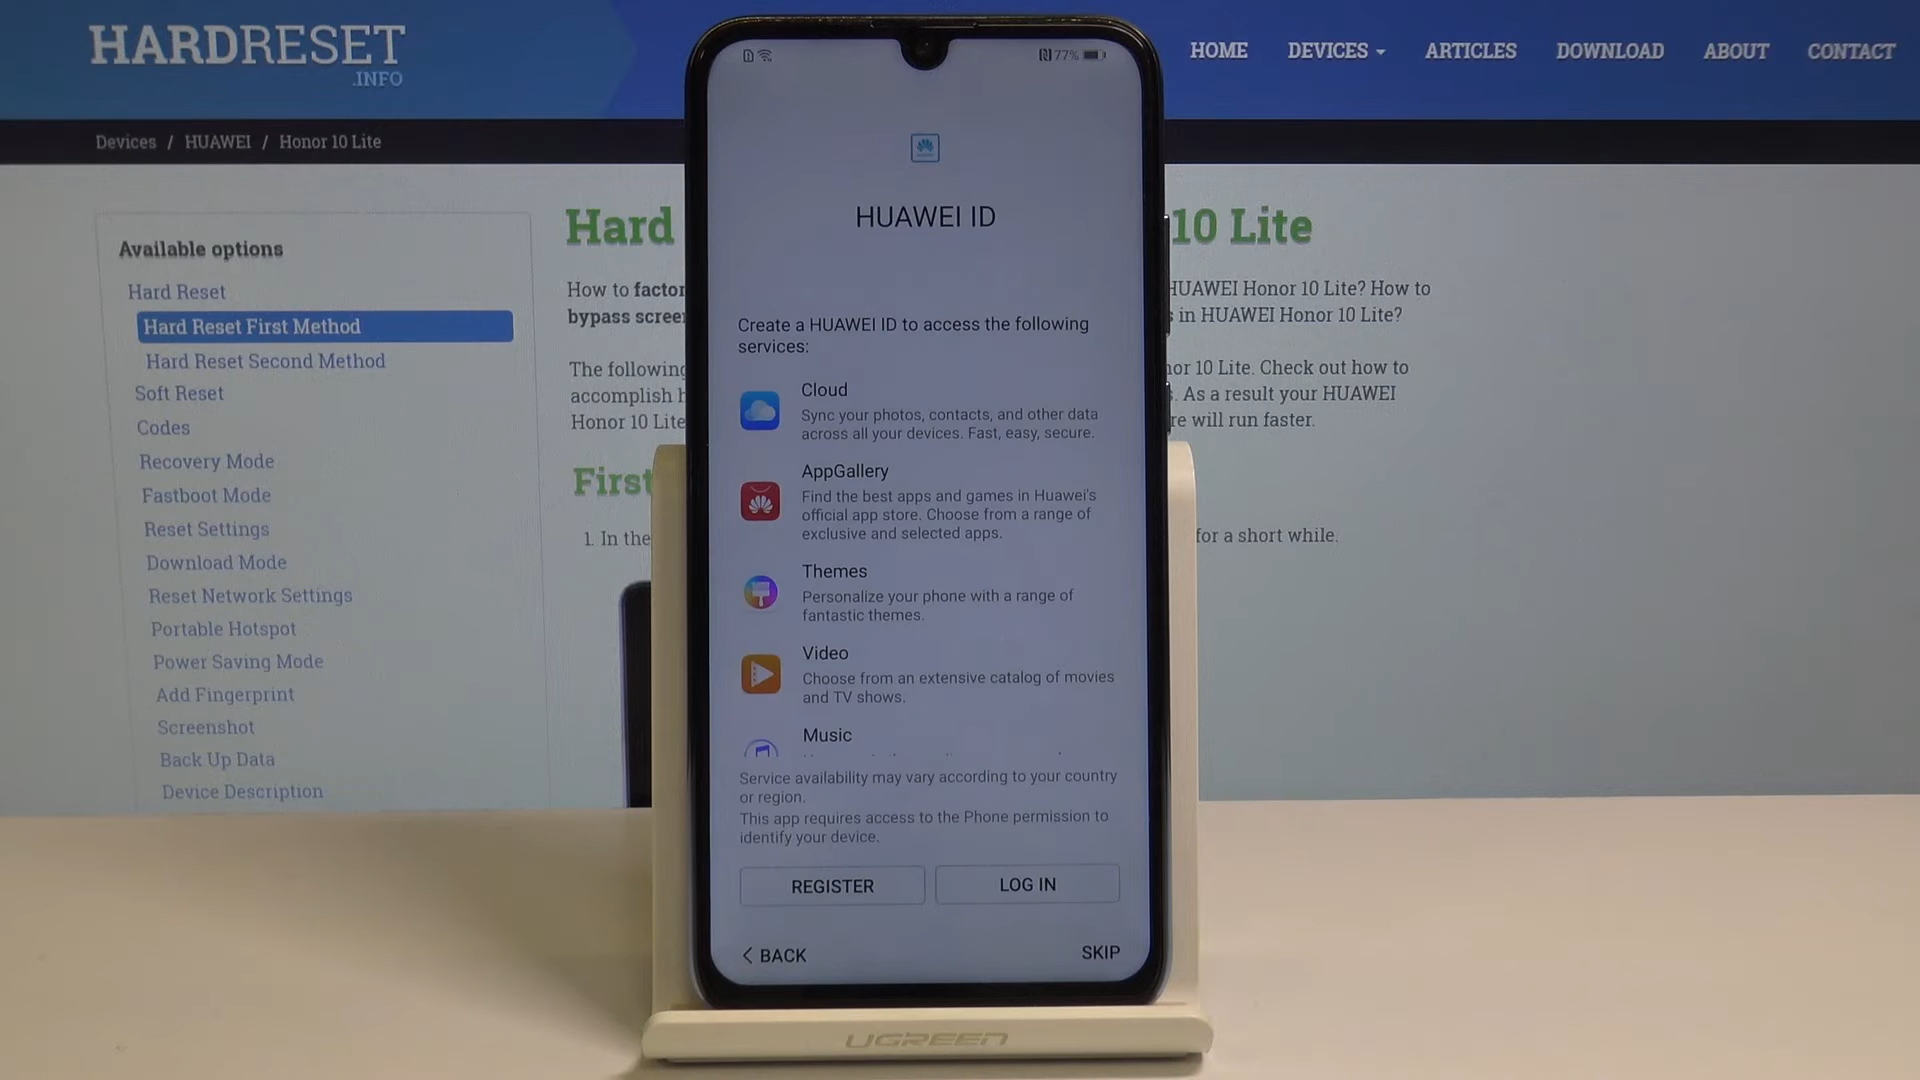 HARDRESET
.INFO
HOME DEVICES ARTICLES DOWNLOAD ABOUT CONTACT
Devices / HUAWEI / Honor 10 Lite
Available options
Hard Reset
Hard Reset First Method
Hard Reset Second Method
Soft Reset
Codes
Recovery Mode
Fastboot Mode
Reset Settings
Download Mode
Reset Network Settings
Portable Hotspot
Power Saving Mode
Add Fingerprint
Screenshot
Back Up Data
Device Description
Hard 10 Lite
How to factor HUAWEI Honor 10 Lite? How to
bypass in HUAWEI Honor 10 Lite?
The following 10 Lite. Check out how to
accomplish As a result your HUAWEI
Honor 10 Lite will run faster.
First
1. In the for a short while.
77%
HUAWEI ID
Create a HUAWEI ID to access the following
services:
Cloud
Sync your photos, contacts, and other data
across all your devices. Fast, easy, secure.
AppGallery
Find the best apps and games in Huawei's
official app store. Choose from a range of
exclusive and selected apps.
Themes
Personalize your phone with a range of
fantastic themes.
Video
Choose from an extensive catalog of movies
and TV shows.
Music
Service availability may vary according to your country
or region.
This app requires access to the Phone permission to
identify your device.
REGISTER LOG IN
< BACK SKIP
UGREEN